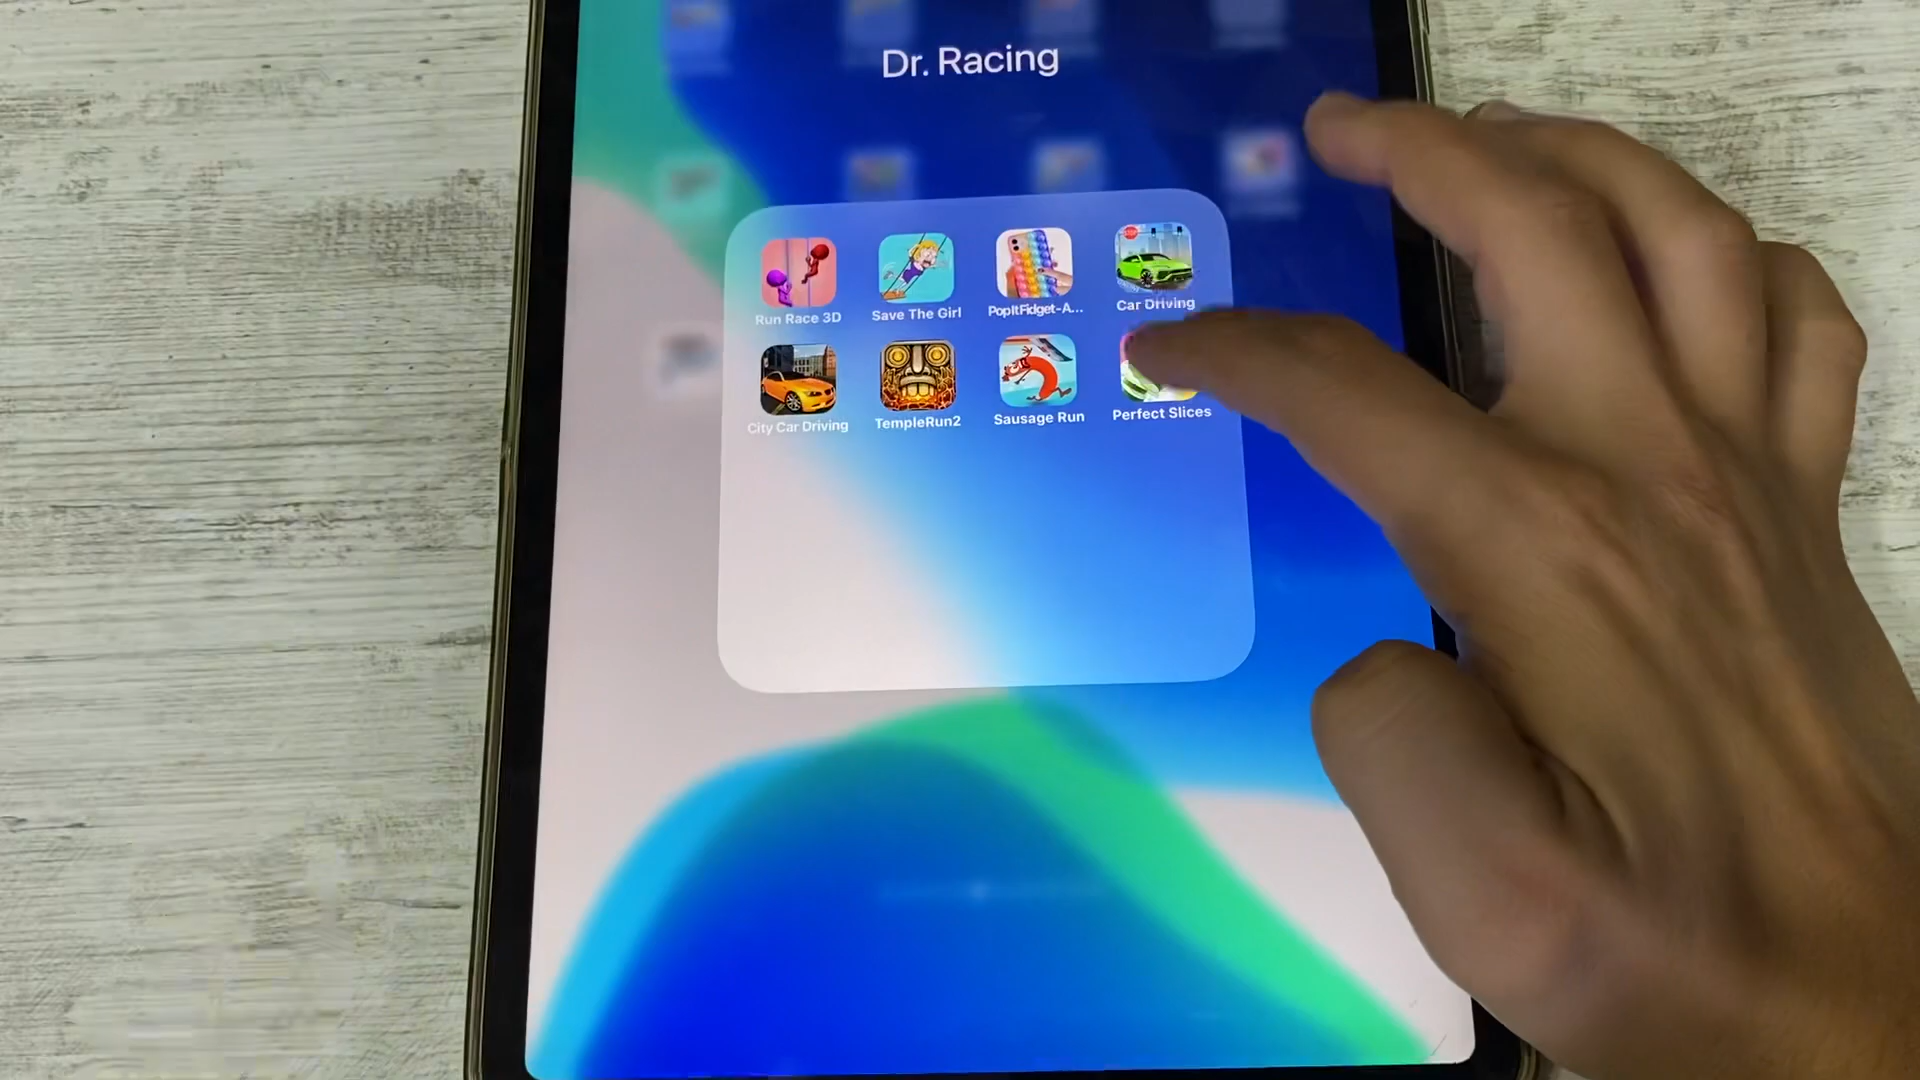 Dr. Racing
Run Race 3D
Save The Girl
PopItFidget-A...
Car Driving
City Car Driving
TempleRun2
Sausage Run
Perfect Slices